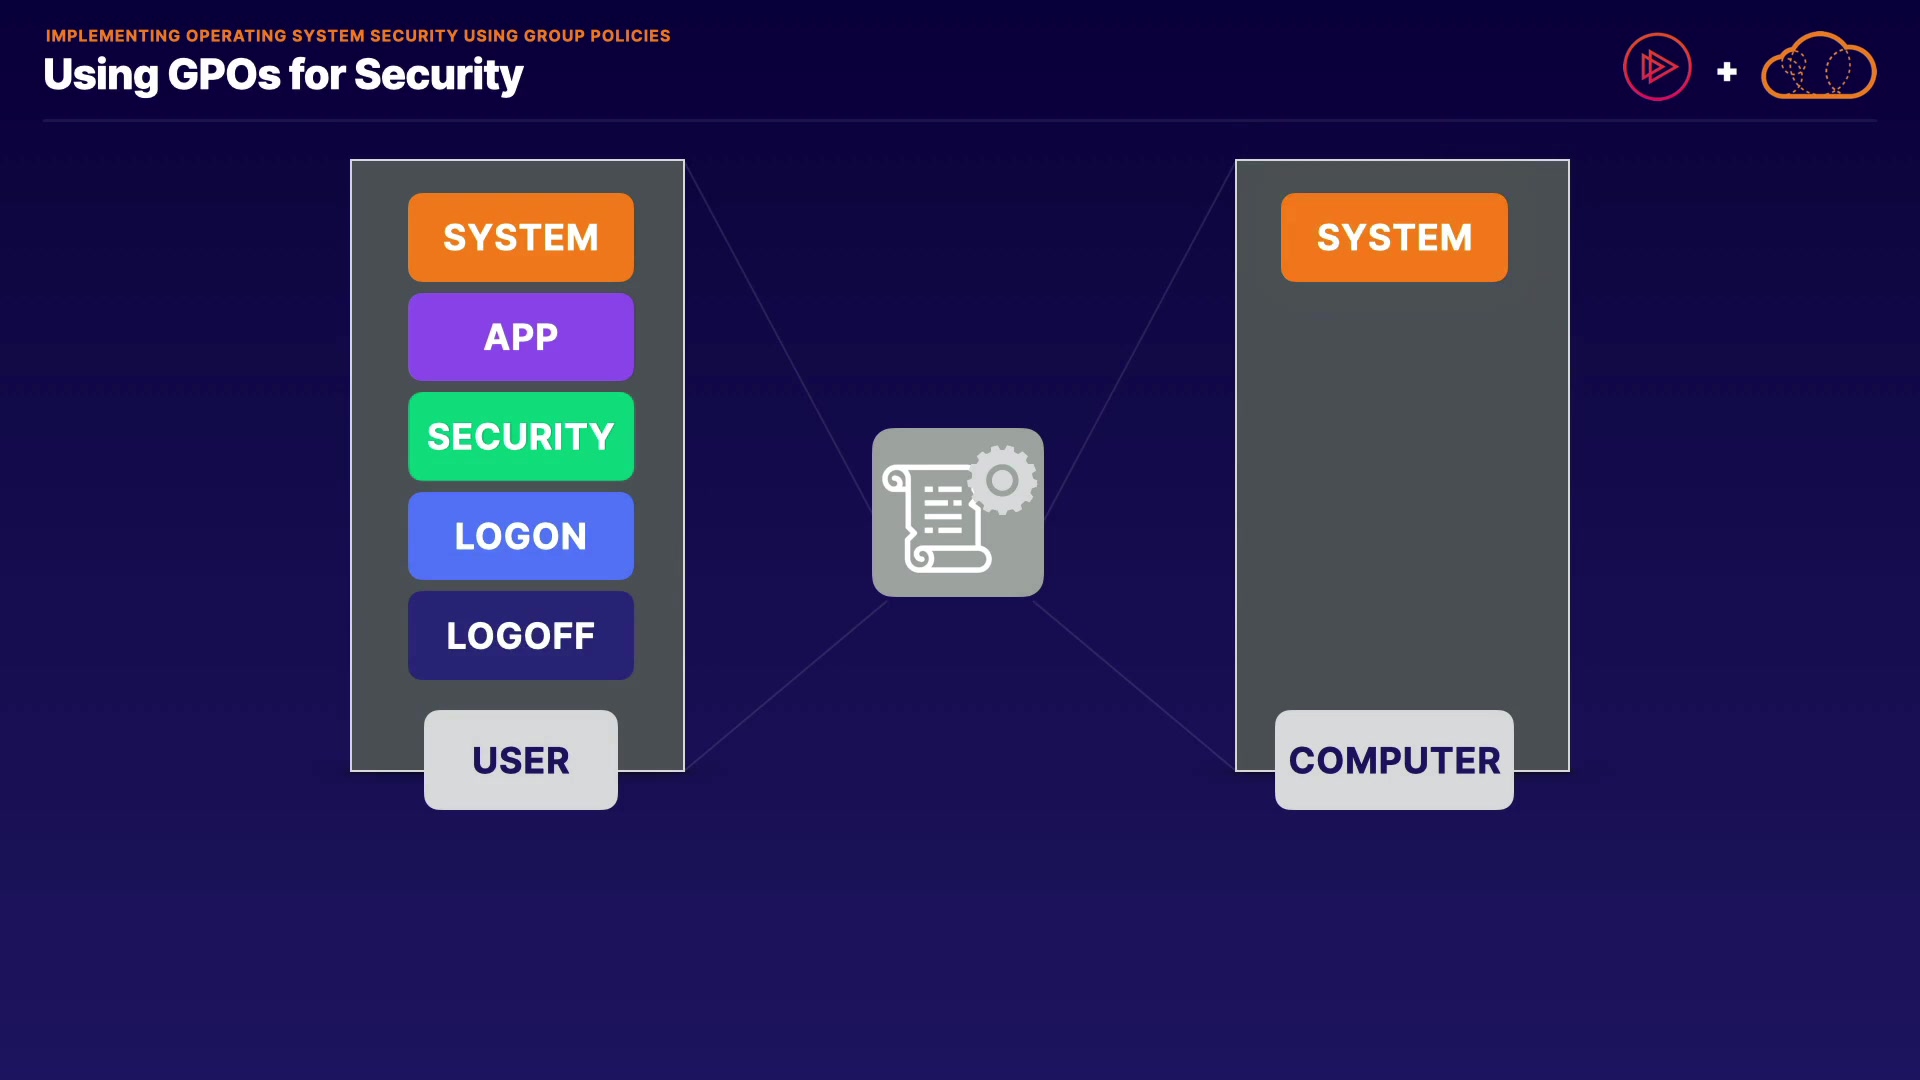 IMPLEMENTING OPERATING SYSTEM SECURITY USING GROUP POLICIES
Using GPOs for Security
SYSTEM
APP
SECURITY
LOGON
LOGOFF
USER
SYSTEM
COMPUTER